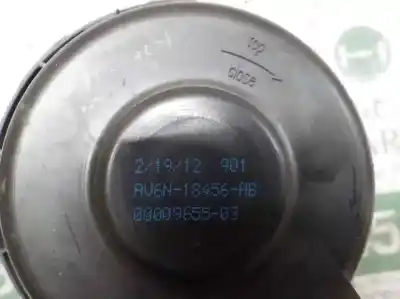 top
close
2/19/12 901
AV6N-18456-AB
00009655-03